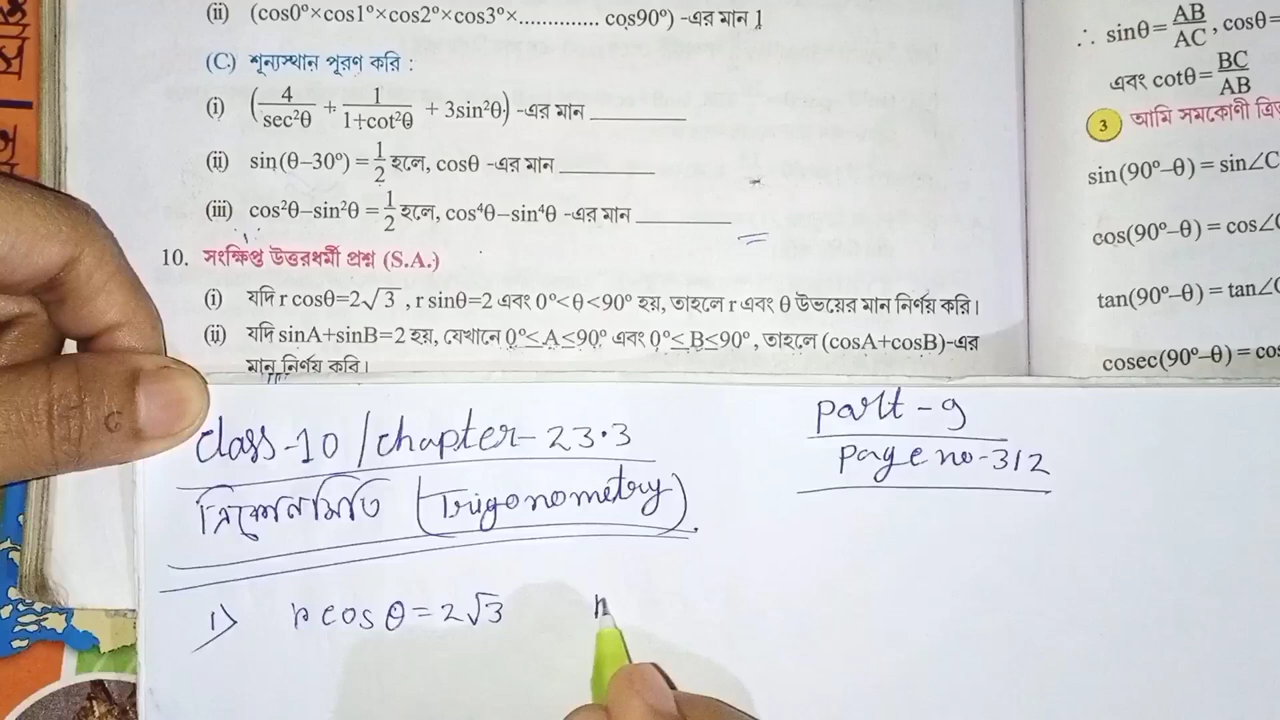 (ii) (cos0°×cos1°×cos2°×cos3°×.............. cos90°) -এর মান 1
(C) শূন্যস্থান পূরণ করি :
(i) (4/sec²θ + 1/1+cot²θ + 3sin²θ) -এর মান ________
(ii) sin(θ–30°) = 1/2 হলে, cosθ -এর মান ________
(iii) cos²θ–sin²θ = 1/2 হলে, cos⁴θ–sin⁴θ -এর মান ________
10. সংক্ষিপ্ত উত্তরধর্মী প্রশ্ন (S.A.)
(i) যদি r cosθ=2√3 , r sinθ=2 এবং 0°<θ<90° হয়, তাহলে r এবং θ উভয়ের মান নির্ণয় করি।
(ii) যদি sinA+sinB=2 হয়, যেখানে 0°≤A≤90° এবং 0°≤B≤90°, তাহলে (cosA+cosB)-এর
মান নির্ণয় করি।
∴ sinθ= AB/AC , cosθ=
এবং cotθ= BC/AB
3 আমি সমকোণী
sin(90°–θ) = sin∠C
cos(90°–θ) = cos∠
tan(90°–θ) = tan∠
cosec(90°–θ) = cos
class-10 / chapter-23.3
ত্রিকোনমিতি (Trigonometry)
part-9
page no-312
1) r cos θ = 2√3 r